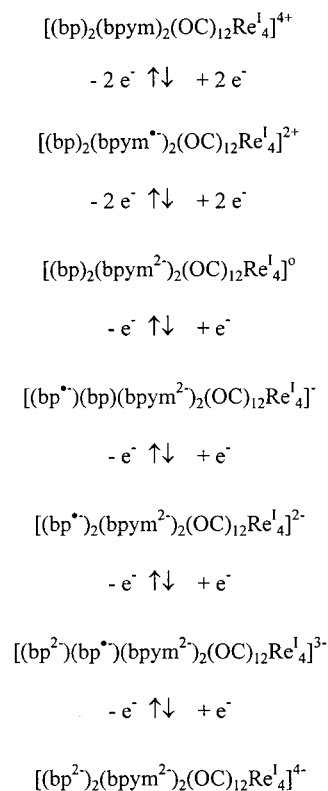 [(bp)₂(bpym)₂(OC)₁₂Reᴵ₄]⁴⁺
- 2 e⁻ ↑↓ + 2 e⁻
[(bp)₂(bpym•⁻)₂(OC)₁₂Reᴵ₄]²⁺
- 2 e⁻ ↑↓ + 2 e⁻
[(bp)₂(bpym²⁻)₂(OC)₁₂Reᴵ₄]⁰
- e⁻ ↑↓ + e⁻
[(bp•⁻)(bp)(bpym²⁻)₂(OC)₁₂Reᴵ₄]⁻
- e⁻ ↑↓ + e⁻
[(bp•⁻)₂(bpym²⁻)₂(OC)₁₂Reᴵ₄]²⁻
- e⁻ ↑↓ + e⁻
[(bp²⁻)(bp•⁻)(bpym²⁻)₂(OC)₁₂Reᴵ₄]³⁻
- e⁻ ↑↓ + e⁻
[(bp²⁻)₂(bpym²⁻)₂(OC)₁₂Reᴵ₄]⁴⁻